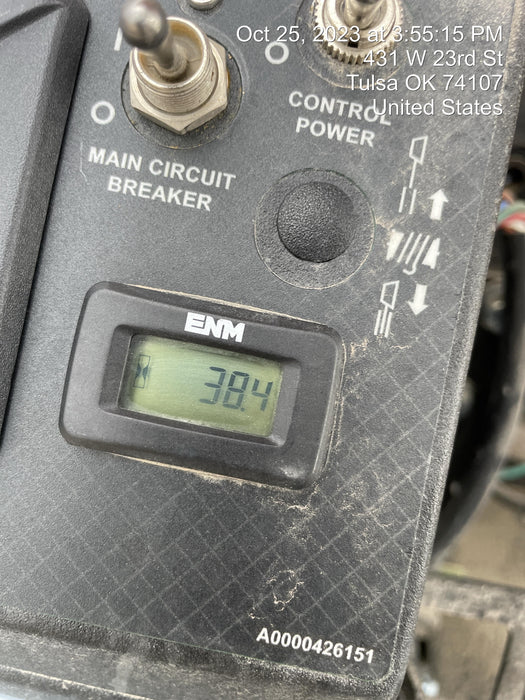 Oct 25, 2023 at 3:55:15 PM
431 W 23rd St
Tulsa OK 74107
United States
I
O
O
CONTROL
POWER
MAIN CIRCUIT
BREAKER
ENM
38.4
A0000426151